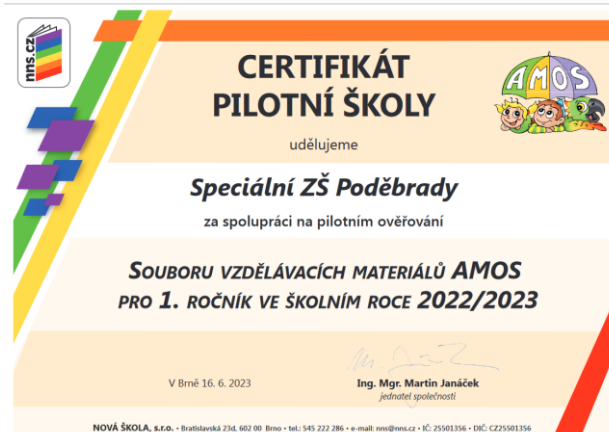 nns.cz
CERTIFIKÁT
PILOTNÍ ŠKOLY
AMOS
udělujeme
Speciální ZŠ Poděbrady
za spolupráci na pilotním ověřování
SOUBORU VZDĚLÁVACÍCH MATERIÁLŮ AMOS
PRO 1. ROČNÍK VE ŠKOLNÍM ROCE 2022/2023
V Brně 16. 6. 2023
Ing. Mgr. Martin Janáček
jednatel společnosti
NOVÁ ŠKOLA, s.r.o. • Bratislavská 23d, 602 00 Brno • tel.: 545 222 286 • e-mail: nns@nns.cz • IČ: 25501356 • DIČ: CZ25501356